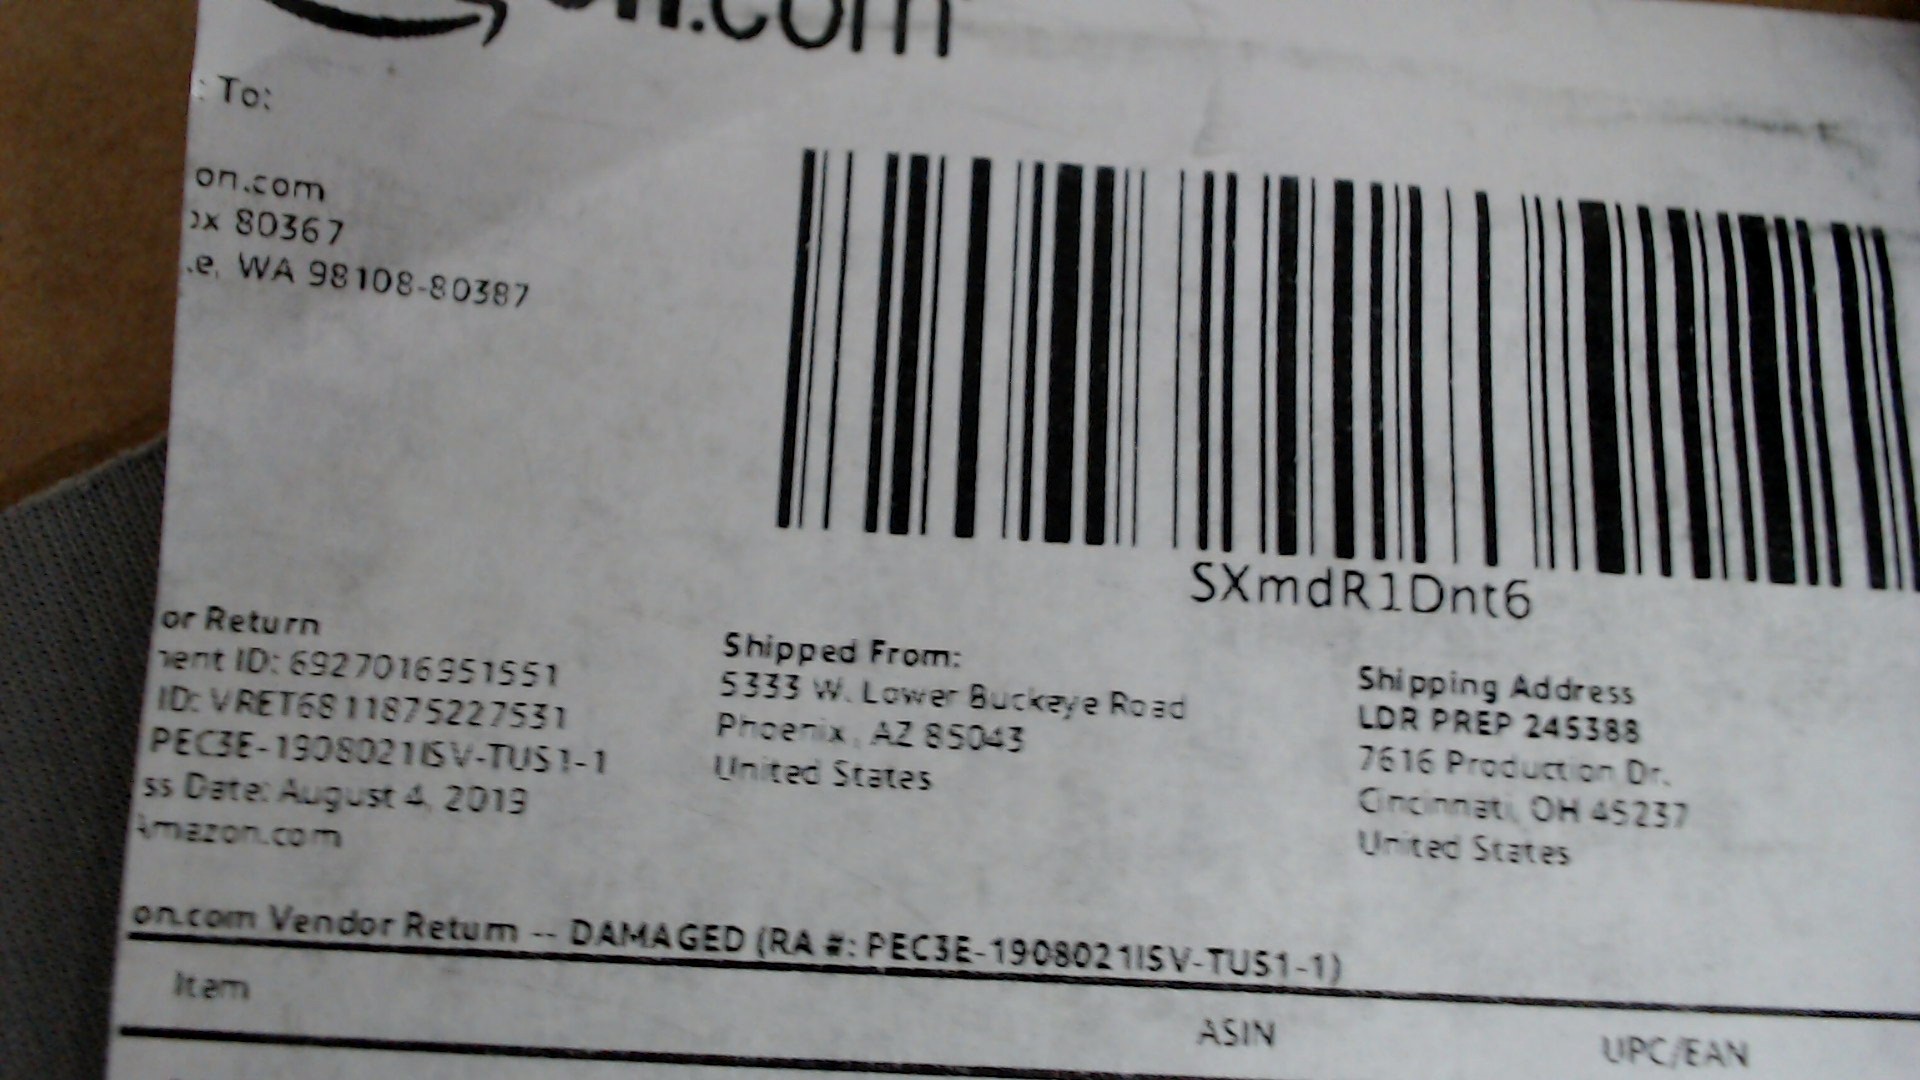 on.com
: To:
on.com
ox 80367
.e, WA 98108-80387
SXmdR1Dnt6
or Return
nent ID: 6927016951551
ID: VRET6811875227531
PEC3E-1908021ISV-TUS1-1
ss Date: August 4, 2019
Amazon.com
Shipped From:
5333 W. Lower Buckeye Road
Phoenix, AZ 85043
United States
Shipping Address
LDR PREP 245388
7616 Production Dr.
Cincinnati, OH 45237
United States
on.com Vendor Return -- DAMAGED (RA #: PEC3E-1908021ISV-TUS1-1)
Item ASIN UPC/EAN